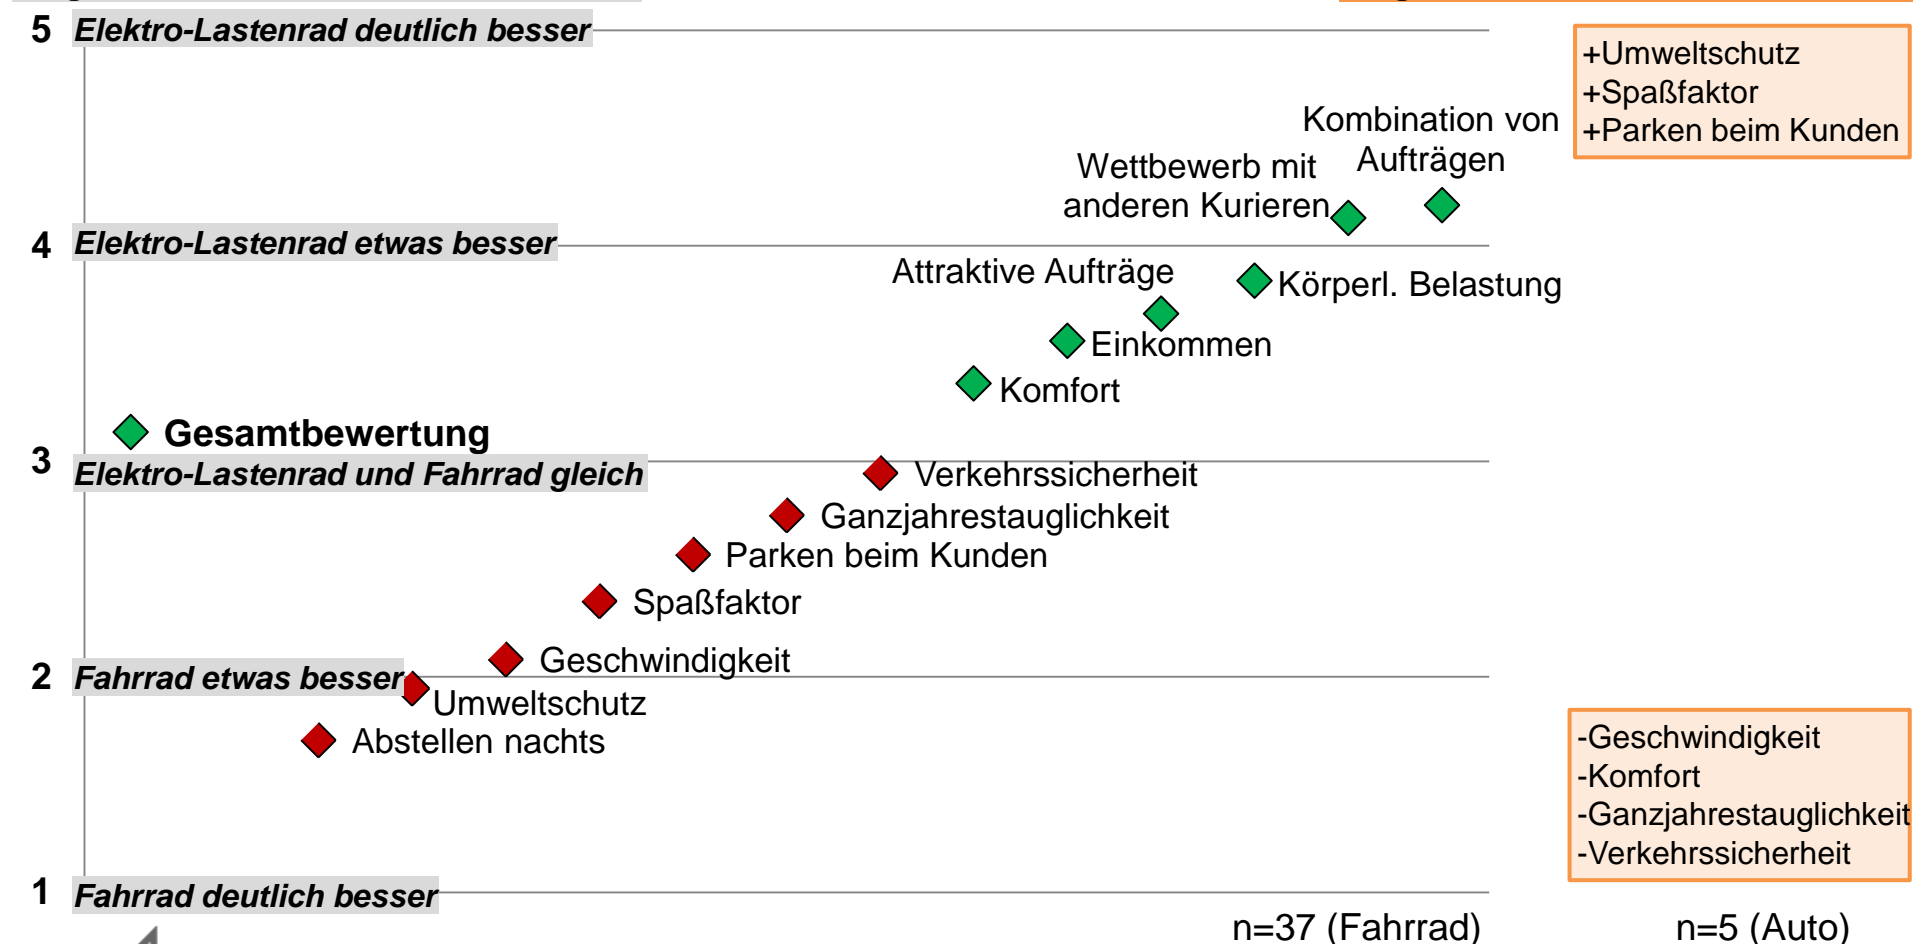 5 Elektro-Lastenrad deutlich besser
+Umweltschutz
+Spaßfaktor
+Parken beim Kunden
Kombination von
Aufträgen
Wettbewerb mit
anderen Kurieren
4 Elektro-Lastenrad etwas besser
Attraktive Aufträge
Körperl. Belastung
Einkommen
Komfort
Gesamtbewertung
3 Elektro-Lastenrad und Fahrrad gleich
Verkehrssicherheit
Ganzjahrestauglichkeit
Parken beim Kunden
Spaßfaktor
Geschwindigkeit
2 Fahrrad etwas besser
Umweltschutz
Abstellen nachts
-Geschwindigkeit
-Komfort
-Ganzjahrestauglichkeit
-Verkehrssicherheit
1 Fahrrad deutlich besser
n=37 (Fahrrad)
n=5 (Auto)